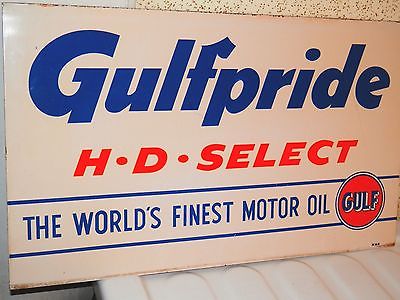 Gulfpride
H·D·SELECT
THE WORLD'S FINEST MOTOR OIL GULF